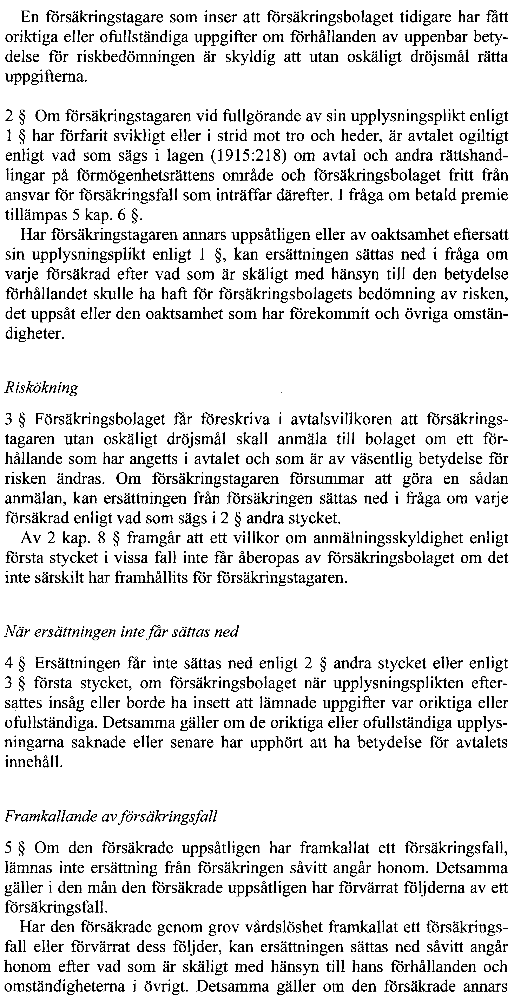 En försäkringstagare som inser att försäkringsbolaget tidigare har fått
oriktiga eller ofullständiga uppgifter om förhållanden av uppenbar bety-
delse för riskbedömningen är skyldig att utan oskäligt dröjsmål rätta
uppgifterna.
2 § Om försäkringstagaren vid fullgörande av sin upplysningsplikt enligt
1 § har förfarit svikligt eller i strid mot tro och heder, är avtalet ogiltigt
enligt vad som sägs i lagen (1915:218) om avtal och andra rättshand-
lingar på förmögenhetsrättens område och försäkringsbolaget fritt från
ansvar för försäkringsfall som inträffar därefter. I fråga om betald premie
tillämpas 5 kap. 6 §.
Har försäkringstagaren annars uppsåtligen eller av oaktsamhet eftersatt
sin upplysningsplikt enligt 1 §, kan ersättningen sättas ned i fråga om
varje försäkrad efter vad som är skäligt med hänsyn till den betydelse
förhållandet skulle ha haft för försäkringsbolagets bedömning av risken,
det uppsåt eller den oaktsamhet som har förekommit och övriga omstän-
digheter.
Riskökning
3 § Försäkringsbolaget får föreskriva i avtalsvillkoren att försäkrings-
tagaren utan oskäligt dröjsmål skall anmäla till bolaget om ett för-
hållande som har angetts i avtalet och som är av väsentlig betydelse för
risken ändras. Om försäkringstagaren försummar att göra en sådan
anmälan, kan ersättningen från försäkringen sättas ned i fråga om varje
försäkrad enligt vad som sägs i 2 § andra stycket.
Av 2 kap. 8 § framgår att ett villkor om anmälningsskyldighet enligt
första stycket i vissa fall inte får åberopas av försäkringsbolaget om det
inte särskilt har framhållits för försäkringstagaren.
När ersättningen inte får sättas ned
4 § Ersättningen får inte sättas ned enligt 2 § andra stycket eller enligt
3 § första stycket, om försäkringsbolaget när upplysningsplikten efter-
sattes insåg eller borde ha insett att lämnade uppgifter var oriktiga eller
ofullständiga. Detsamma gäller om de oriktiga eller ofullständiga upplys-
ningarna saknade eller senare har upphört att ha betydelse för avtalets
innehåll.
Framkallande av försäkringsfall
5 § Om den försäkrade uppsåtligen har framkallat ett försäkringsfall,
lämnas inte ersättning från försäkringen såvitt angår honom. Detsamma
gäller i den mån den försäkrade uppsåtligen har förvärrat följderna av ett
försäkringsfall.
Har den försäkrade genom grov vårdslöshet framkallat ett försäkrings-
fall eller förvärrat dess följder, kan ersättningen sättas ned såvitt angår
honom efter vad som är skäligt med hänsyn till hans förhållanden och
omständigheterna i övrigt. Detsamma gäller om den försäkrade annars